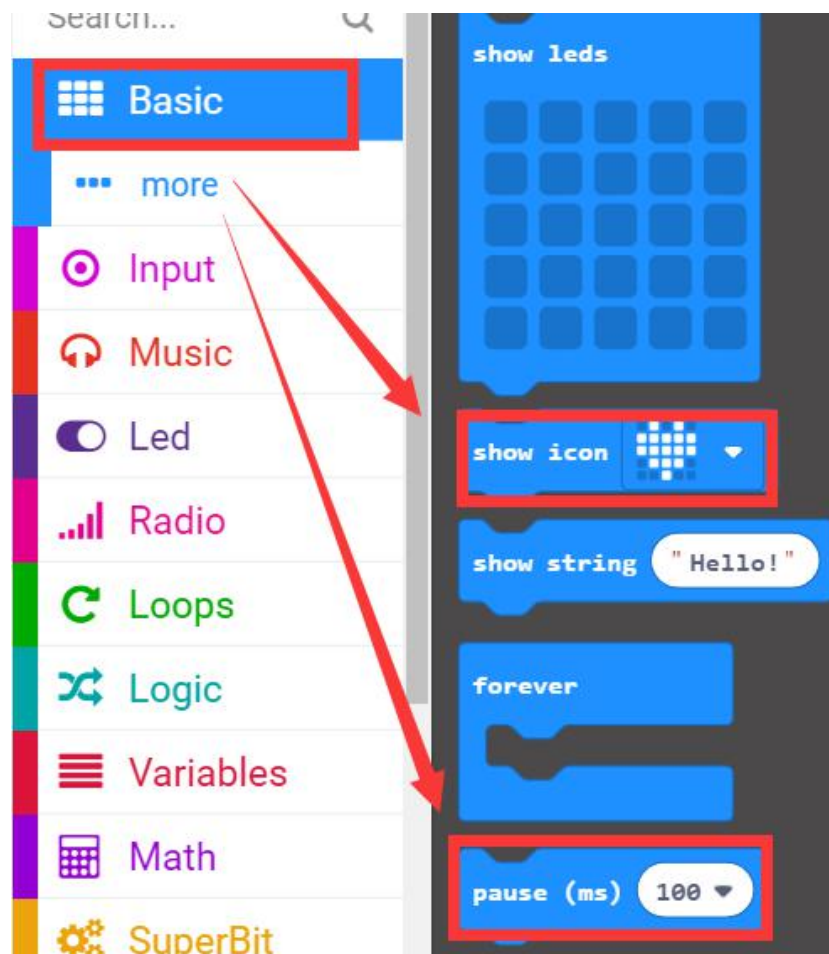 Search...
Basic
more
Input
Music
Led
Radio
Loops
Logic
Variables
Math
SuperBit
show leds
show icon
show string "Hello!"
forever
pause (ms) 100